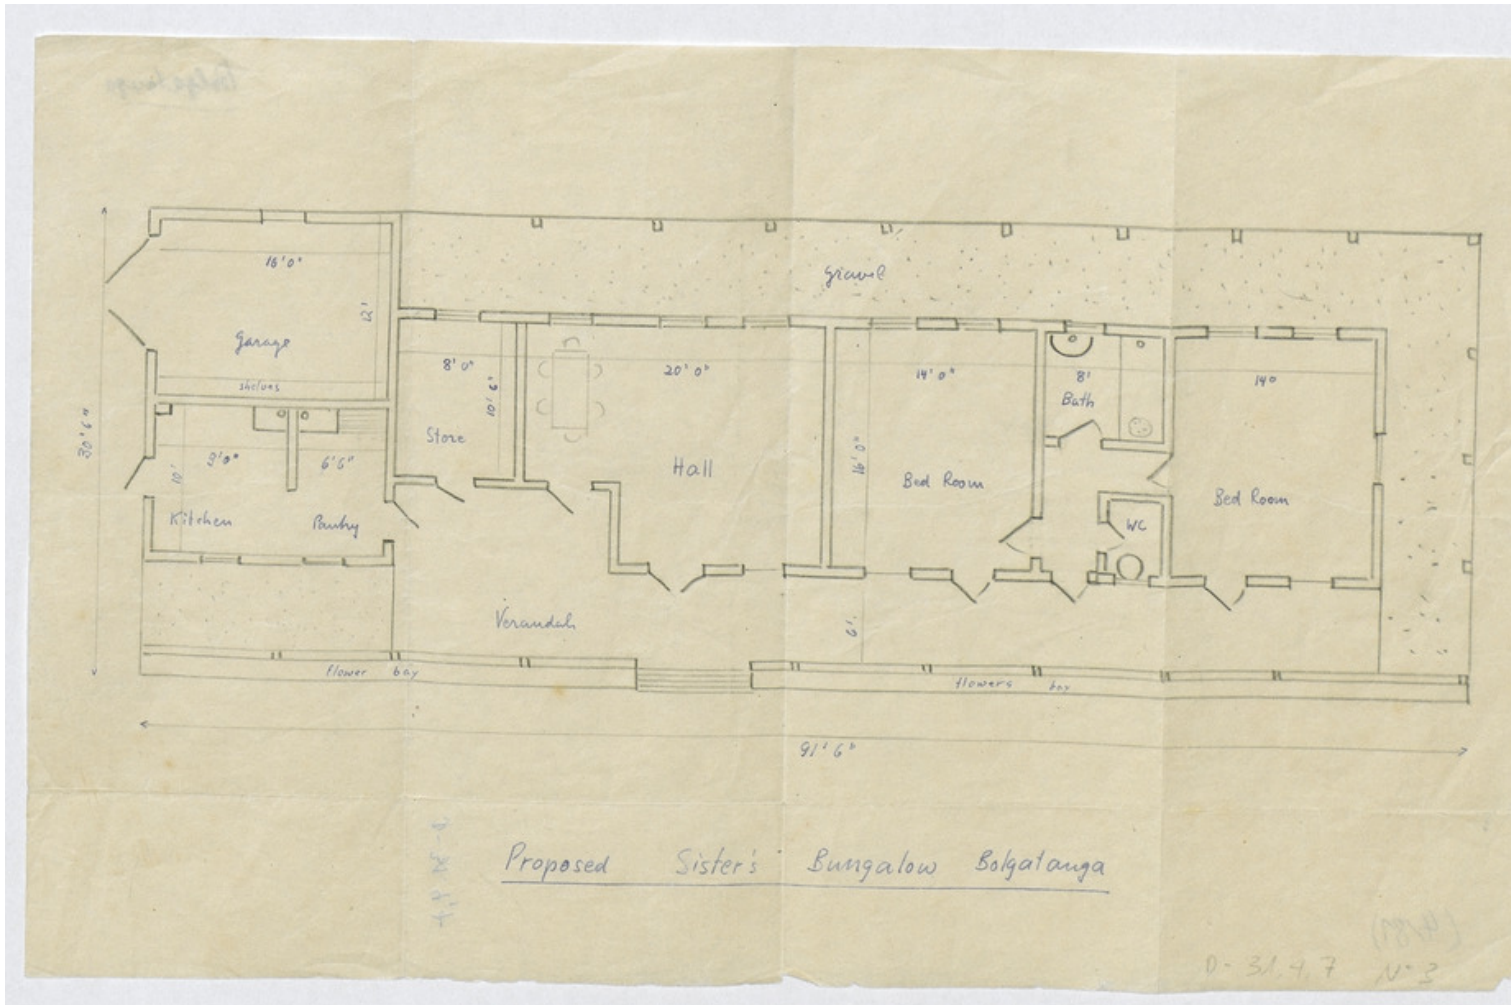 16'0"
12'
Garage
shelves
30'6"
9'0"
6'6"
10'
Kitchen
Pantry
8'0"
10'6"
Store
20'0"
Hall
Gravel
14'0"
16'0"
Bed Room
8'
Bath
WC
14°
Bed Room
Verandah
6'
flower bay
flowers bay
91'6"
Proposed Sister's Bungalow Bolgatanga
D-31.4.7 N°3